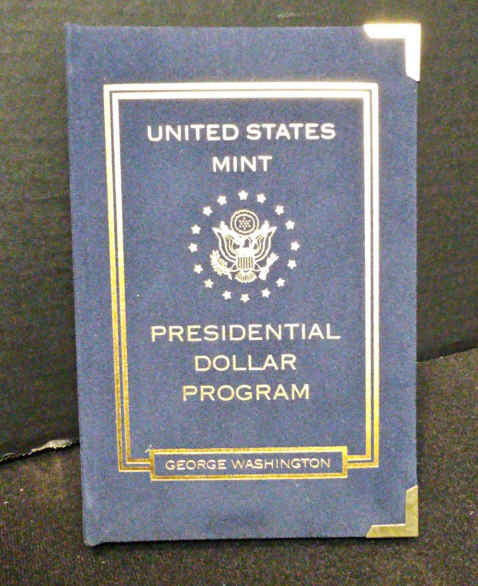 UNITED STATES
MINT
PRESIDENTIAL
DOLLAR
PROGRAM
GEORGE WASHINGTON